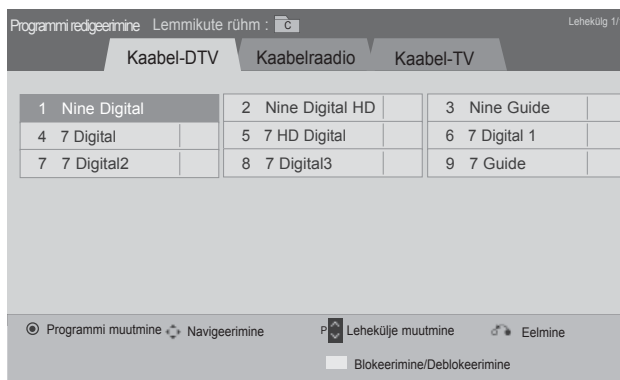 Programmi redigeerimine Lemmikute rühm : C Lehekülg 1/
Kaabel-DTV Kaabelraadio Kaabel-TV
1 Nine Digital 2 Nine Digital HD 3 Nine Guide
4 7 Digital 5 7 HD Digital 6 7 Digital 1
7 7 Digital2 8 7 Digital3 9 7 Guide
Programmi muutmine Navigeerimine P Lehekülje muutmine Eelmine
Blokeerimine/Deblokeerimine